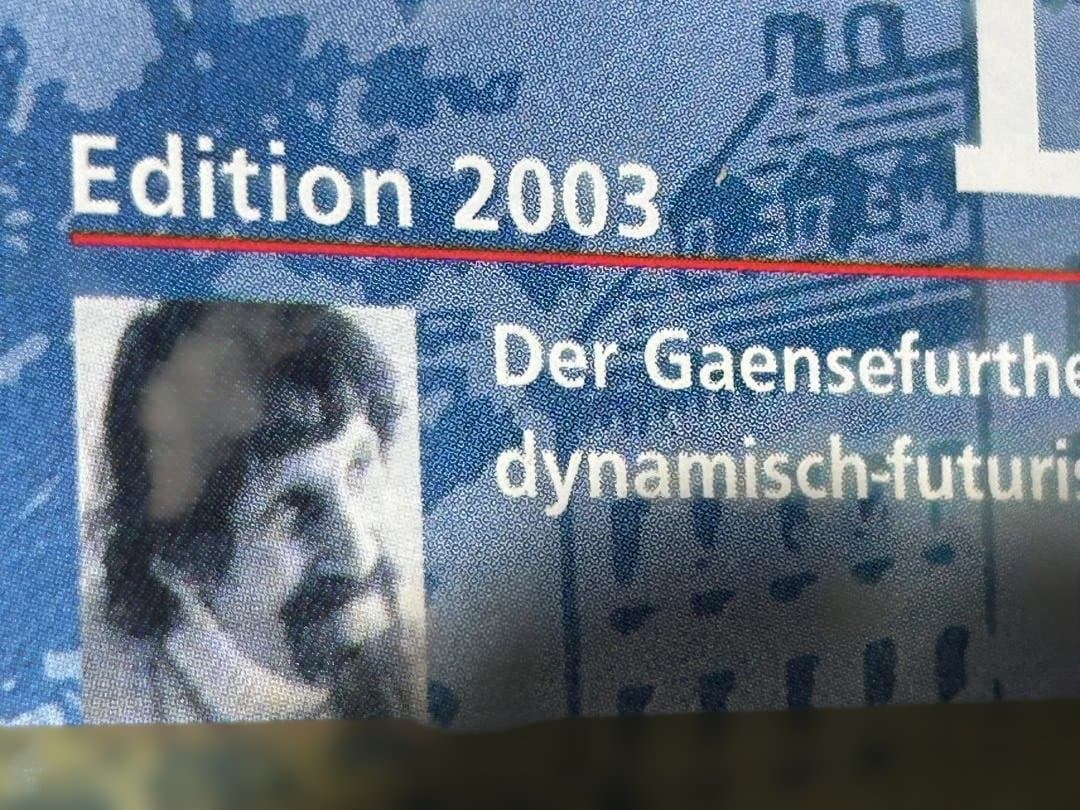 Edition 2003
Der Gaensefurthe
dynamisch-futuris